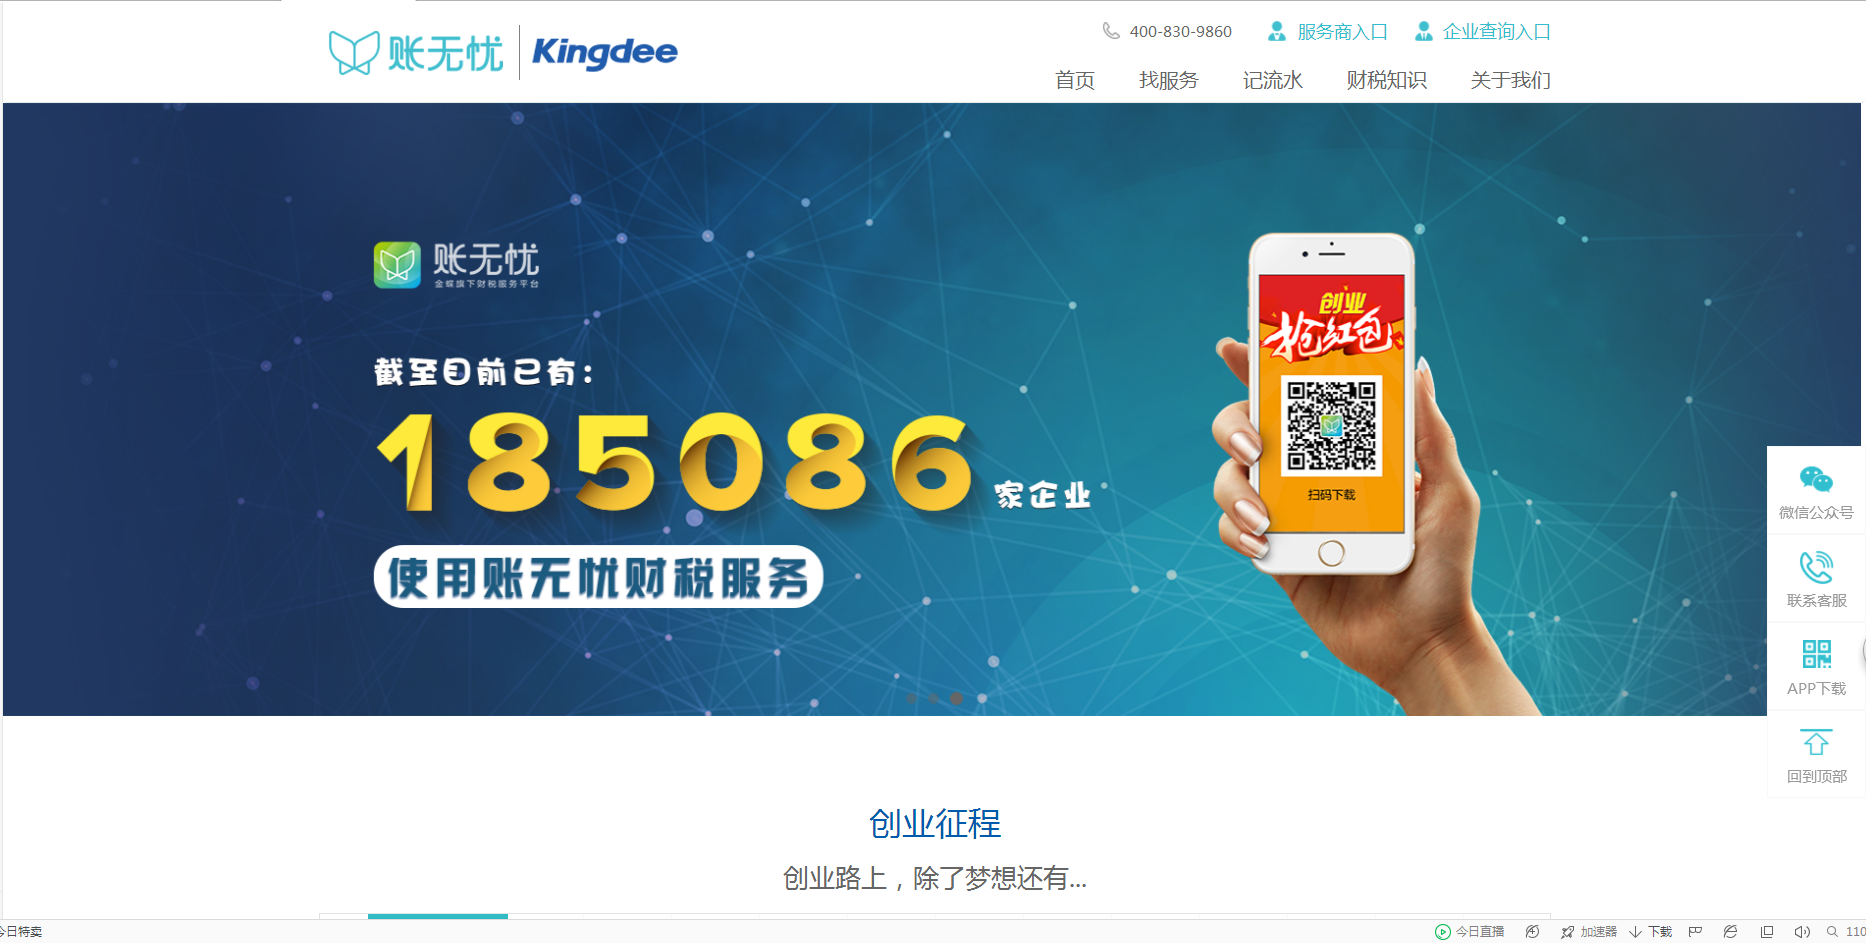 账无忧 Kingdee
400-830-9860 服务商入口 企业查询入口
首页 找服务 记流水 财税知识 关于我们
账无忧
金蝶旗下财税服务平台
截至目前已有：
185086 家企业
使用账无忧财税服务
创业
抢红包
扫码下载
微信公众号
联系客服
APP下载
回到顶部
创业征程
创业路上，除了梦想还有...
今日特卖 今日直播 加速器 下载 110